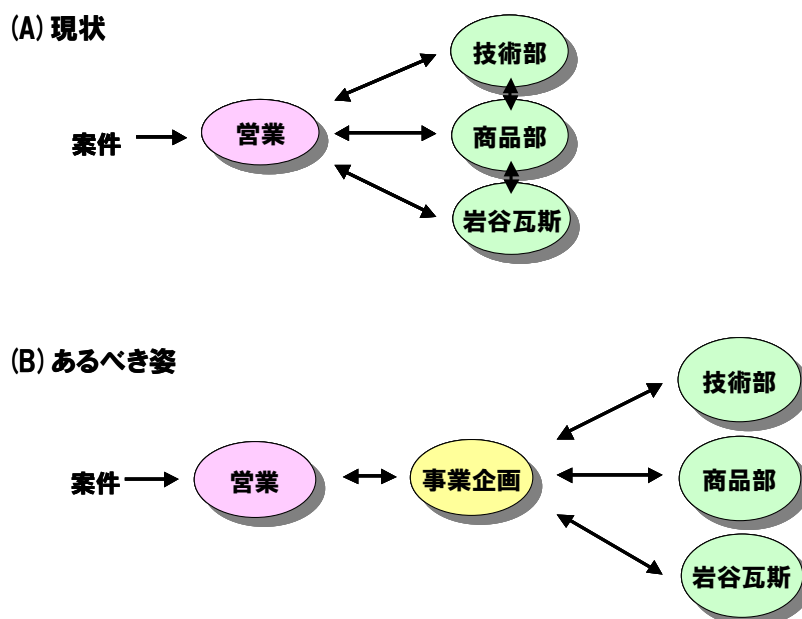 (A) 現状
技術部
案件
営業
商品部
岩谷瓦斯
(B) あるべき姿
技術部
案件
営業
事業企画
商品部
岩谷瓦斯